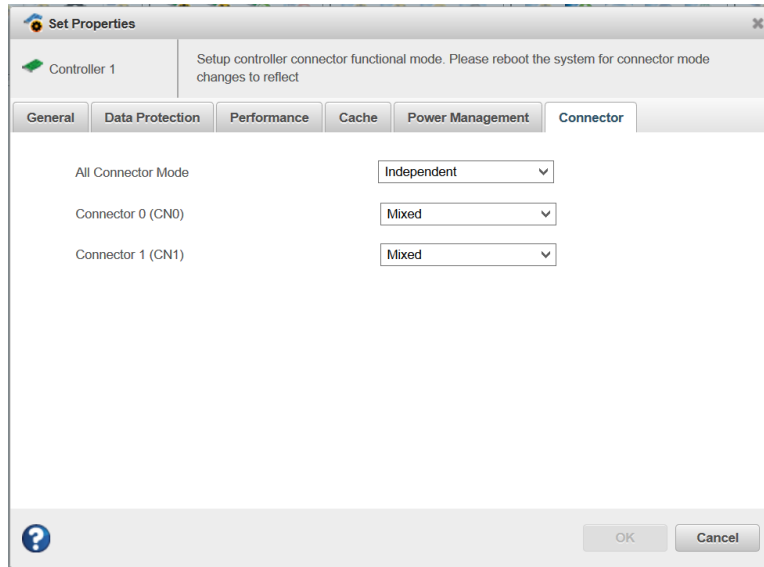 Set Properties
Controller 1
Setup controller connector functional mode. Please reboot the system for connector mode
changes to reflect
General Data Protection Performance Cache Power Management Connector
All Connector Mode Independent
Connector 0 (CN0) Mixed
Connector 1 (CN1) Mixed
? OK Cancel